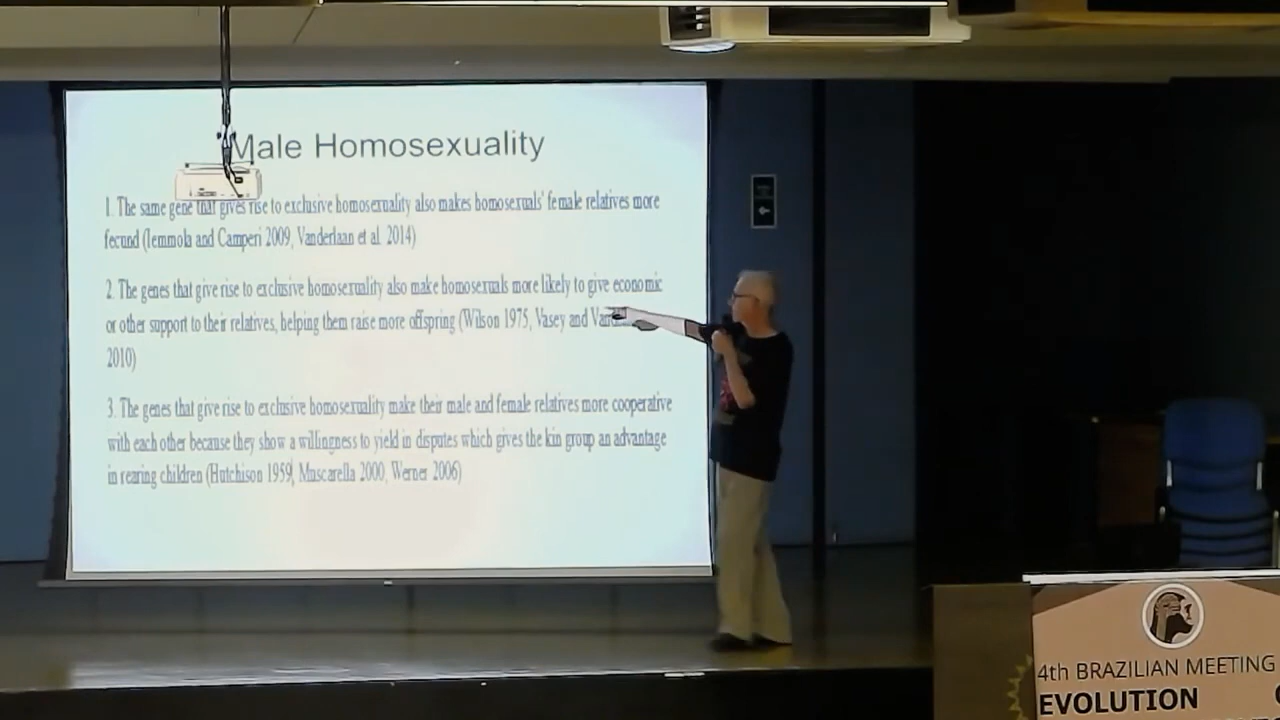 Male Homosexuality
1. The same gene that gives rise to exclusive homosexuality also makes homosexuals' female relatives more
fecund (Iemmola and Camperi 2009, Vanderlaan et al. 2014)
2. The genes that give rise to exclusive homosexuality also make homosexuals more likely to give economic
or other support to their relatives, helping them raise more offspring (Wilson 1975, Vasey and
2010)
3. The genes that give rise to exclusive homosexuality make their male and female relatives more cooperative
with each other because they show a willingness to yield in disputes which gives the kin group an advantage
in rearing children (Hutchison 1959, Muscarella 2000, Werner 2006)
4th BRAZILIAN MEETING
EVOLUTION